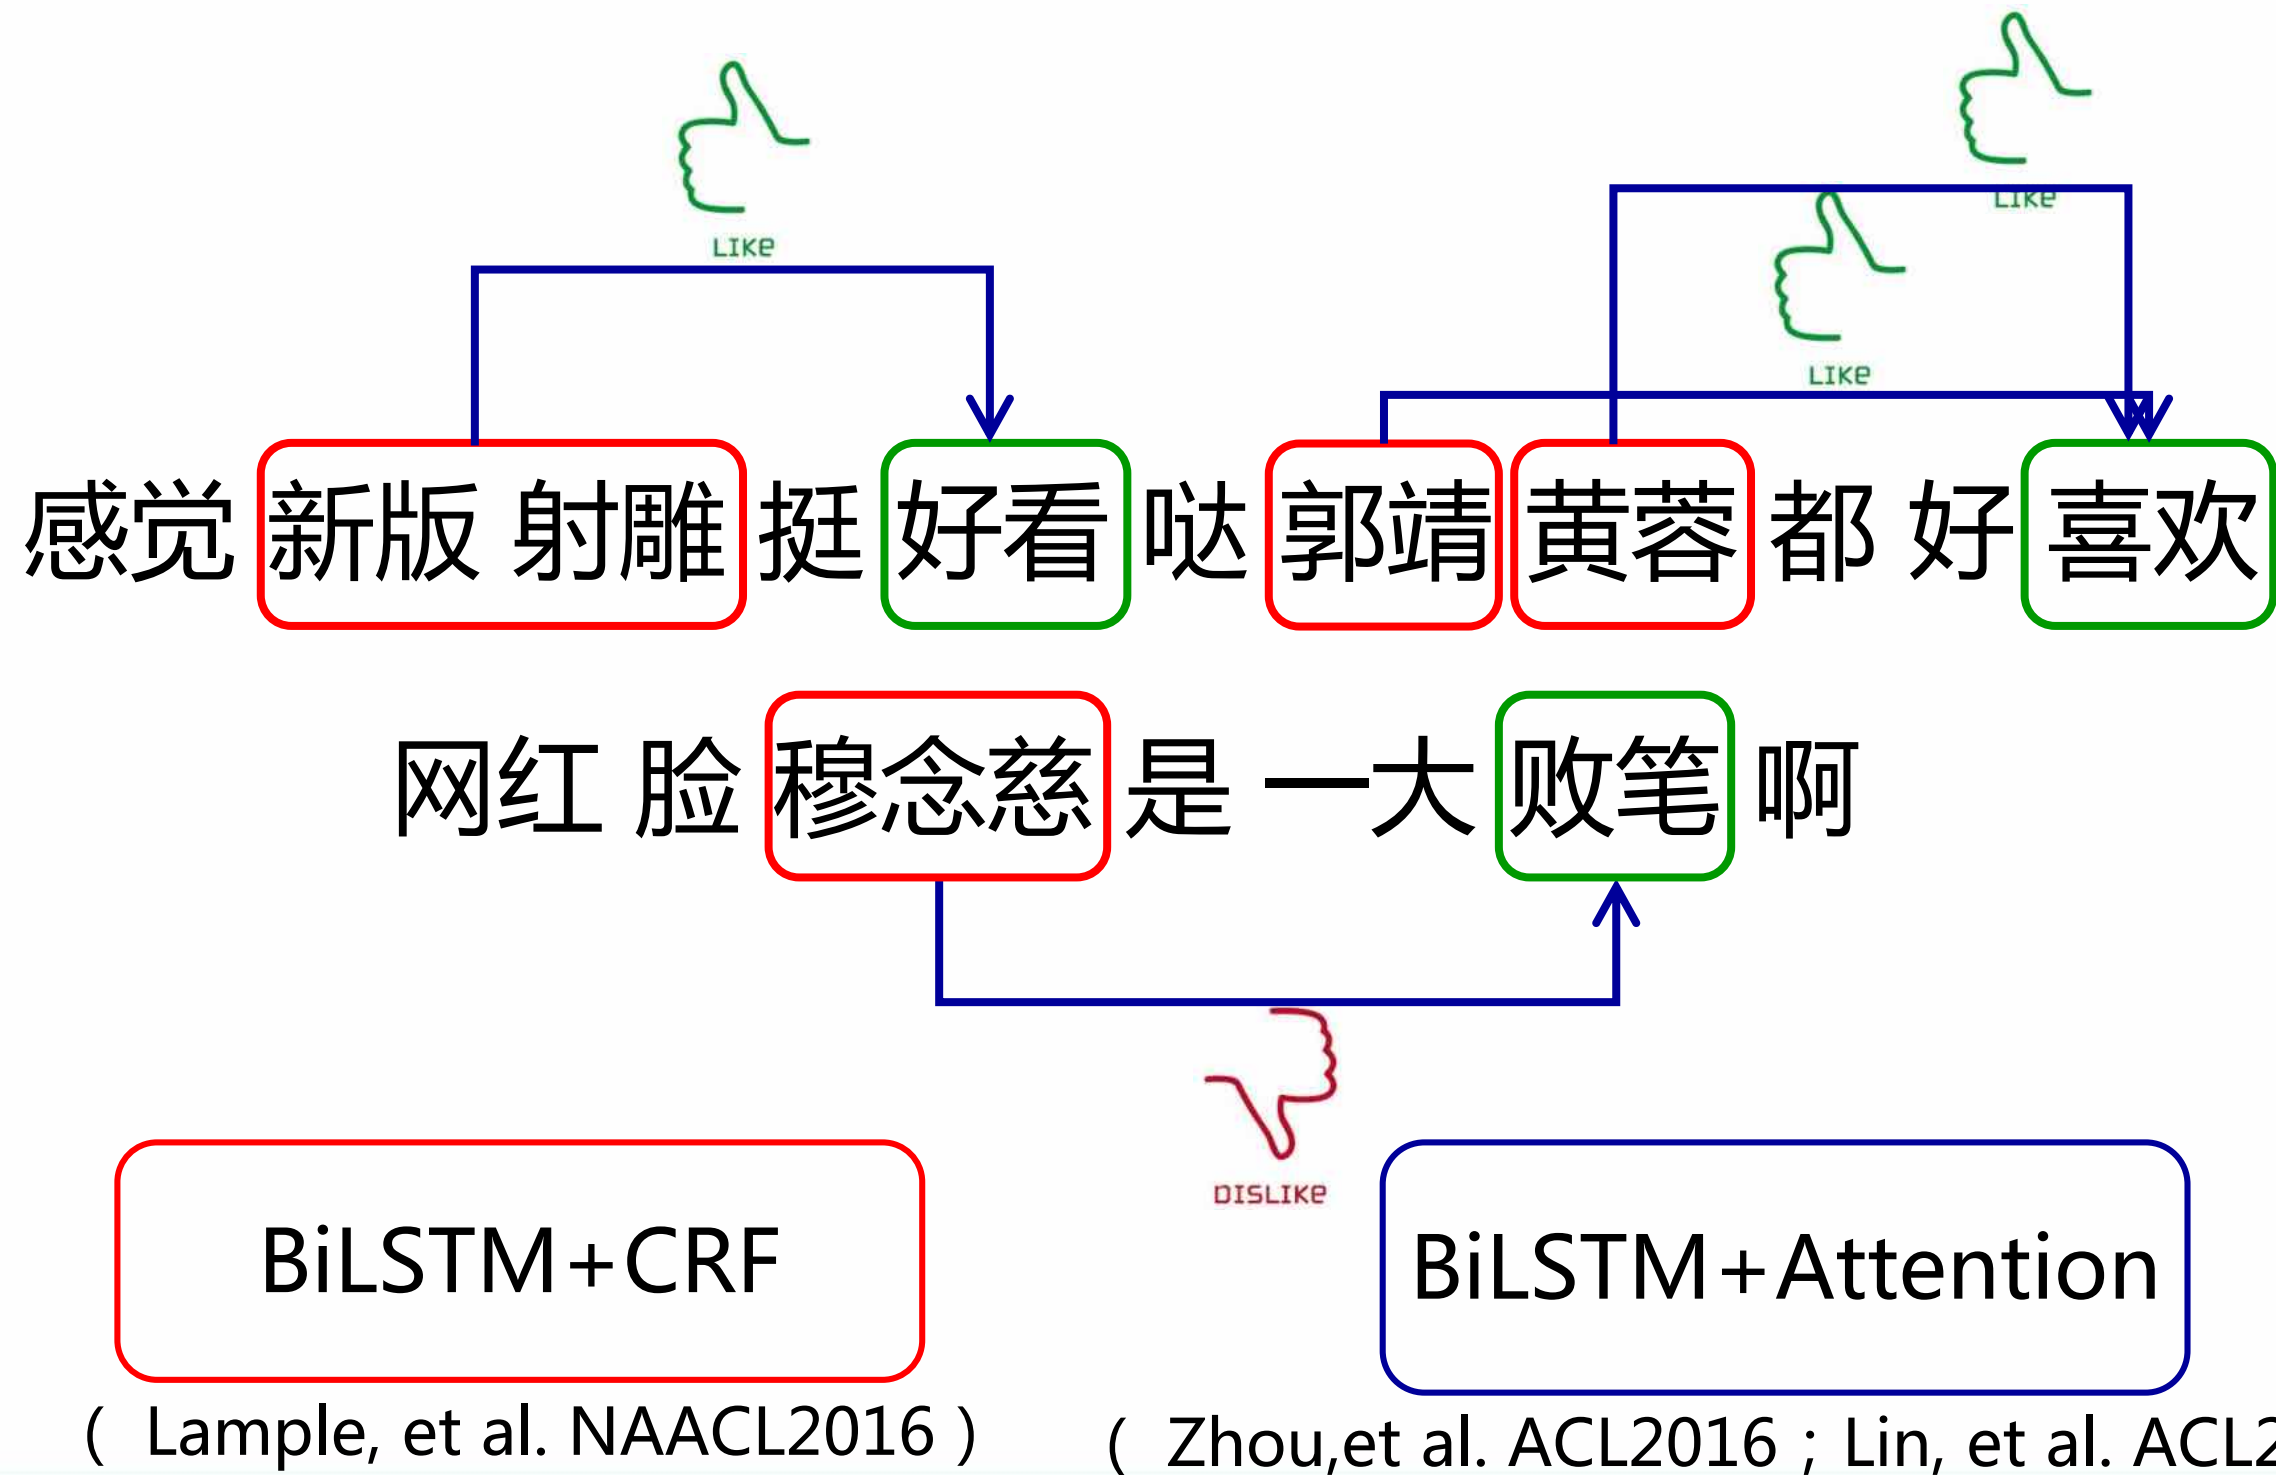 LIKE
LIKE
LIKE
感觉 新版 射雕 挺 好看 哒 郭靖 黄蓉 都 好 喜欢
网红 脸 穆念慈 是 一大 败笔 啊
DISLIKE
BiLSTM+CRF
BiLSTM+Attention
( Lample, et al. NAACL2016 )
( Zhou,et al. ACL2016 ; Lin, et al.